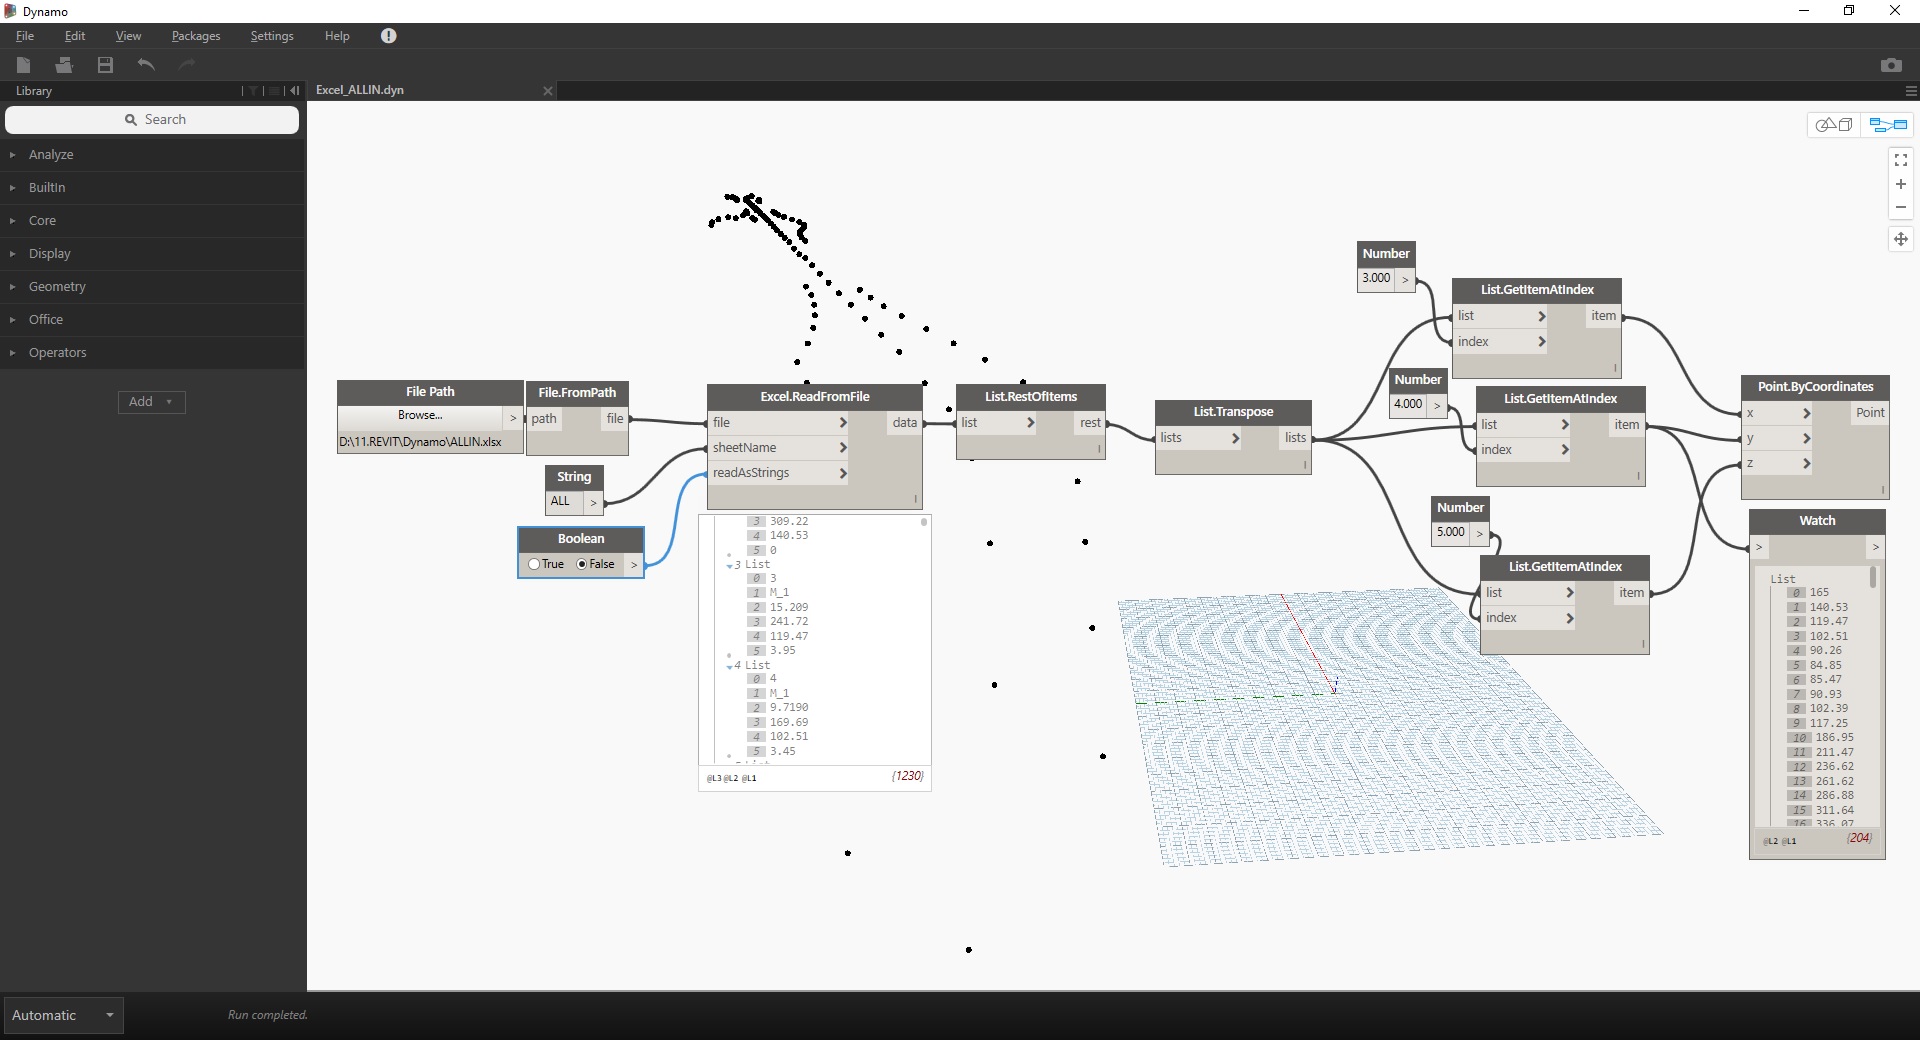 Dynamo
File Edit View Packages Settings Help
Library
Excel_ALLIN.dyn
Search
Analyze
BuiltIn
Core
Display
Geometry
Office
Operators
Add
File Path
Browse... >
D:\11.REVIT\Dynamo\ALLIN.xlsx
File.FromPath
path file
String
ALL >
Boolean
True False >
Excel.ReadFromFile
file data
sheetName
readAsStrings
3 309.22
4 140.53
5 0
3 List
0 3
1 M_1
2 15.209
3 241.72
4 119.47
5 3.95
4 List
0 4
1 M_1
2 9.7190
3 169.69
4 102.51
5 3.45
@L3 @L2 @L1 {1230}
List.RestOfItems
list rest
List.Transpose
lists lists
Number
3.000 >
List.GetItemAtIndex
list item
index
Number
4.000 >
List.GetItemAtIndex
list item
index
Number
5.000 >
List.GetItemAtIndex
list item
index
Point.ByCoordinates
x Point
y
z
Watch
> >
List
0 165
1 140.53
2 119.47
3 102.51
4 90.26
5 84.85
6 85.47
7 90.93
8 102.39
9 117.25
10 186.95
11 211.47
12 236.62
13 261.62
14 286.88
15 311.64
16 336.07
@L2 @L1 {204}
Automatic
Run completed.